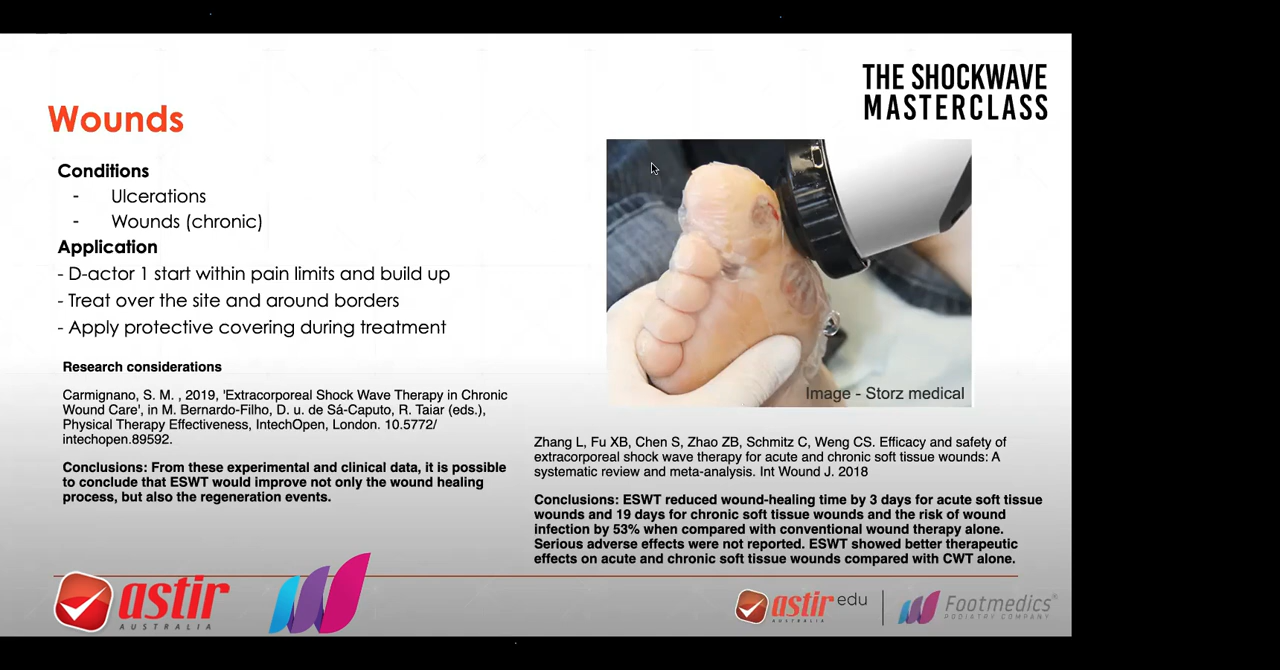 THE SHOCKWAVE
MASTERCLASS
Wounds
Conditions
- Ulcerations
- Wounds (chronic)
Application
- D-actor 1 start within pain limits and build up
- Treat over the site and around borders
- Apply protective covering during treatment
Research considerations
Carmignano, S. M. , 2019, 'Extracorporeal Shock Wave Therapy in Chronic
Wound Care', in M. Bernardo-Filho, D. u. de Sá-Caputo, R. Taiar (eds.),
Physical Therapy Effectiveness, IntechOpen, London. 10.5772/
intechopen.89592.
Conclusions: From these experimental and clinical data, it is possible
to conclude that ESWT would improve not only the wound healing
process, but also the regeneration events.
Image - Storz medical
Zhang L, Fu XB, Chen S, Zhao ZB, Schmitz C, Weng CS. Efficacy and safety of
extracorporeal shock wave therapy for acute and chronic soft tissue wounds: A
systematic review and meta-analysis. Int Wound J. 2018
Conclusions: ESWT reduced wound-healing time by 3 days for acute soft tissue
wounds and 19 days for chronic soft tissue wounds and the risk of wound
infection by 53% when compared with conventional wound therapy alone.
Serious adverse effects were not reported. ESWT showed better therapeutic
effects on acute and chronic soft tissue wounds compared with CWT alone.
astir
AUSTRALIA
astir edu
AUSTRALIA
Footmedics®
PODIATRY COMPANY